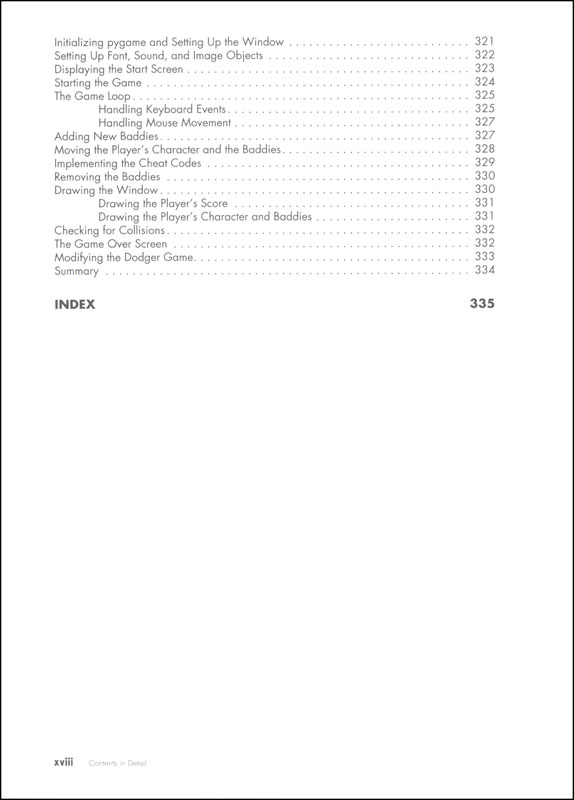 Initializing pygame and Setting Up the Window . . . . . . . . . . . . . . . . . . . . . . . . . . . 321
Setting Up Font, Sound, and Image Objects . . . . . . . . . . . . . . . . . . . . . . . . . . . . . . 322
Displaying the Start Screen . . . . . . . . . . . . . . . . . . . . . . . . . . . . . . . . . . . . . . . . . . 323
Starting the Game . . . . . . . . . . . . . . . . . . . . . . . . . . . . . . . . . . . . . . . . . . . . . . . . 324
The Game Loop . . . . . . . . . . . . . . . . . . . . . . . . . . . . . . . . . . . . . . . . . . . . . . . . . . 325
Handling Keyboard Events . . . . . . . . . . . . . . . . . . . . . . . . . . . . . . . . . . . . 325
Handling Mouse Movement . . . . . . . . . . . . . . . . . . . . . . . . . . . . . . . . . . . 327
Adding New Baddies . . . . . . . . . . . . . . . . . . . . . . . . . . . . . . . . . . . . . . . . . . . . . . 327
Moving the Player's Character and the Baddies . . . . . . . . . . . . . . . . . . . . . . . . . . . . 328
Implementing the Cheat Codes . . . . . . . . . . . . . . . . . . . . . . . . . . . . . . . . . . . . . . . 329
Removing the Baddies . . . . . . . . . . . . . . . . . . . . . . . . . . . . . . . . . . . . . . . . . . . . . 330
Drawing the Window . . . . . . . . . . . . . . . . . . . . . . . . . . . . . . . . . . . . . . . . . . . . . . 330
Drawing the Player's Score . . . . . . . . . . . . . . . . . . . . . . . . . . . . . . . . . . . 331
Drawing the Player's Character and Baddies . . . . . . . . . . . . . . . . . . . . . . . 331
Checking for Collisions . . . . . . . . . . . . . . . . . . . . . . . . . . . . . . . . . . . . . . . . . . . . . 332
The Game Over Screen . . . . . . . . . . . . . . . . . . . . . . . . . . . . . . . . . . . . . . . . . . . . 332
Modifying the Dodger Game . . . . . . . . . . . . . . . . . . . . . . . . . . . . . . . . . . . . . . . . . 333
Summary . . . . . . . . . . . . . . . . . . . . . . . . . . . . . . . . . . . . . . . . . . . . . . . . . . . . . . 334
INDEX 335
xviii Contents in Detail